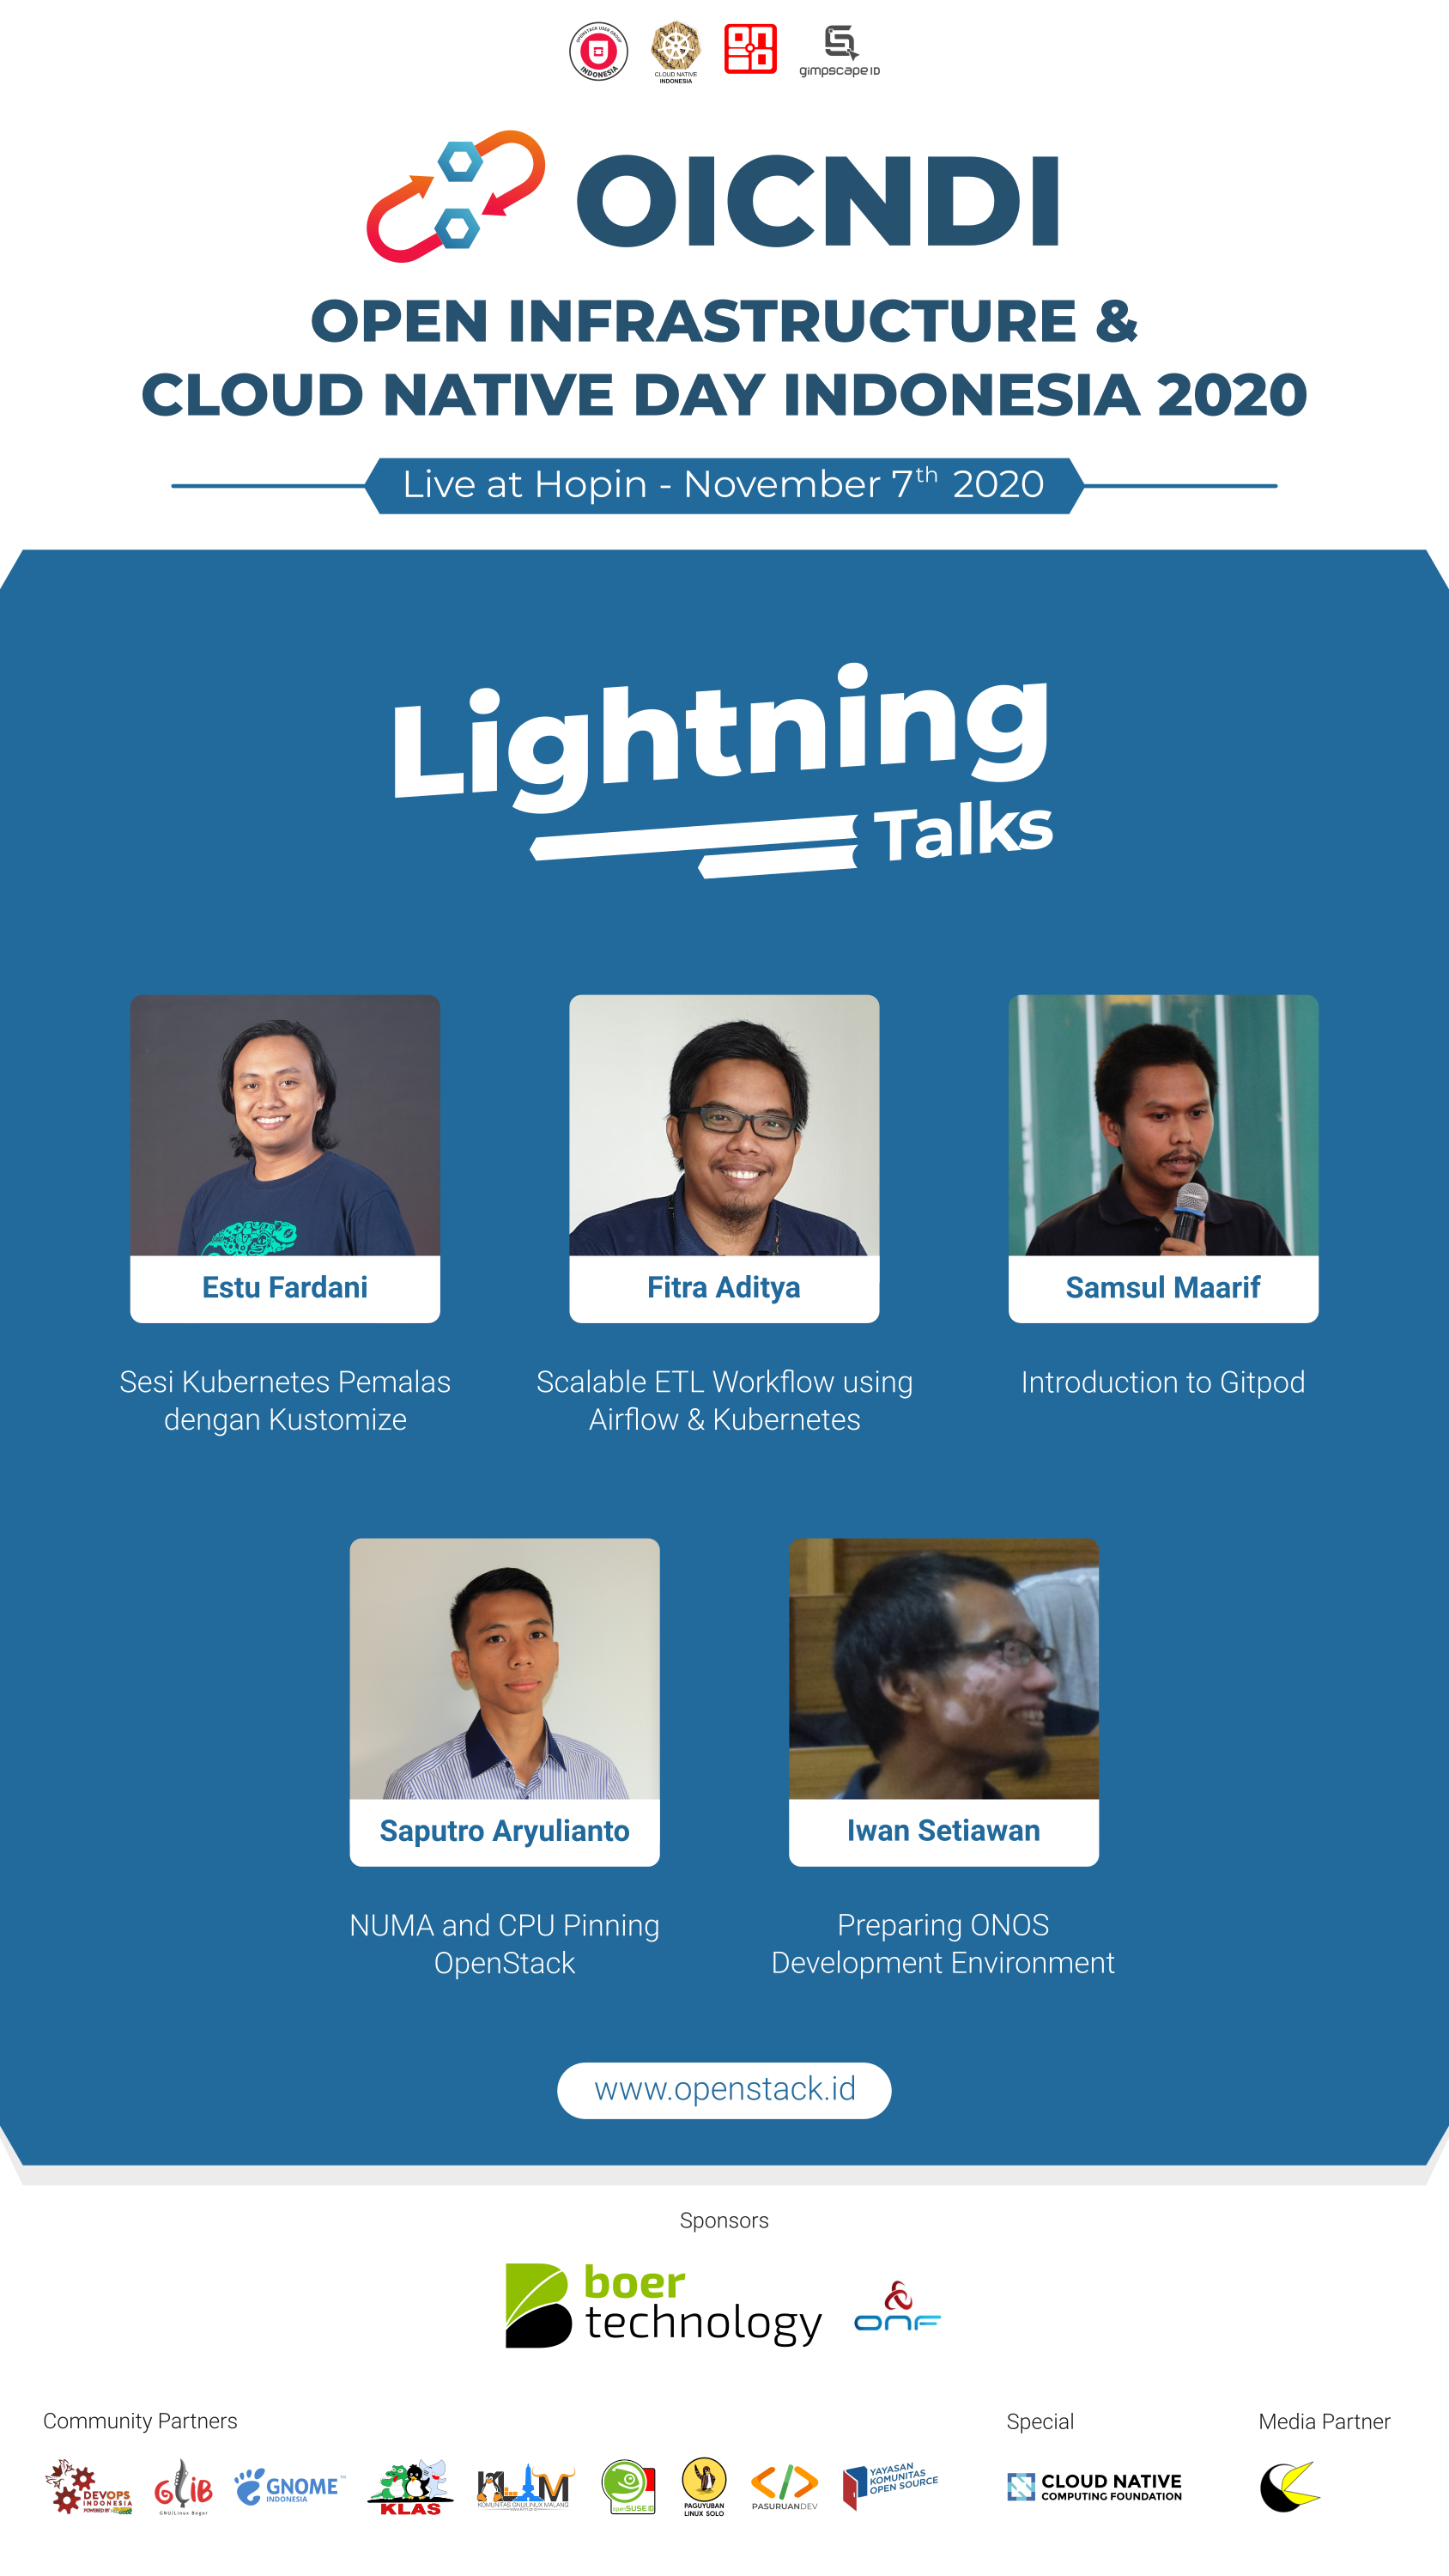 OPENSTACK USER GROUP
INDONESIA
CLOUD NATIVE
INDONESIA
gimpscape ID
OICNDI
OPEN INFRASTRUCTURE &
CLOUD NATIVE DAY INDONESIA 2020
Live at Hopin - November 7th 2020
Lightning
Talks
Estu Fardani
Fitra Aditya
Samsul Maarif
Sesi Kubernetes Pemalas
dengan Kustomize
Scalable ETL Workflow using
Airflow & Kubernetes
Introduction to Gitpod
Saputro Aryulianto
Iwan Setiawan
NUMA and CPU Pinning
OpenStack
Preparing ONOS
Development Environment
www.openstack.id
Sponsors
boer
technology
ONF
Community Partners
Special
Media Partner
DEVOPS
INDONESIA
POWERED BY
GLiB
GNU/Linux Bogor
GNOME™
INDONESIA
KLAS
KLIM
KOMUNITAS GNU/LINUX MALANG
openSUSE ID
PAGUYUBAN
LINUX SOLO
PASURUANDEV
YAYASAN
KOMUNITAS
OPEN SOURCE
CLOUD NATIVE
COMPUTING FOUNDATION